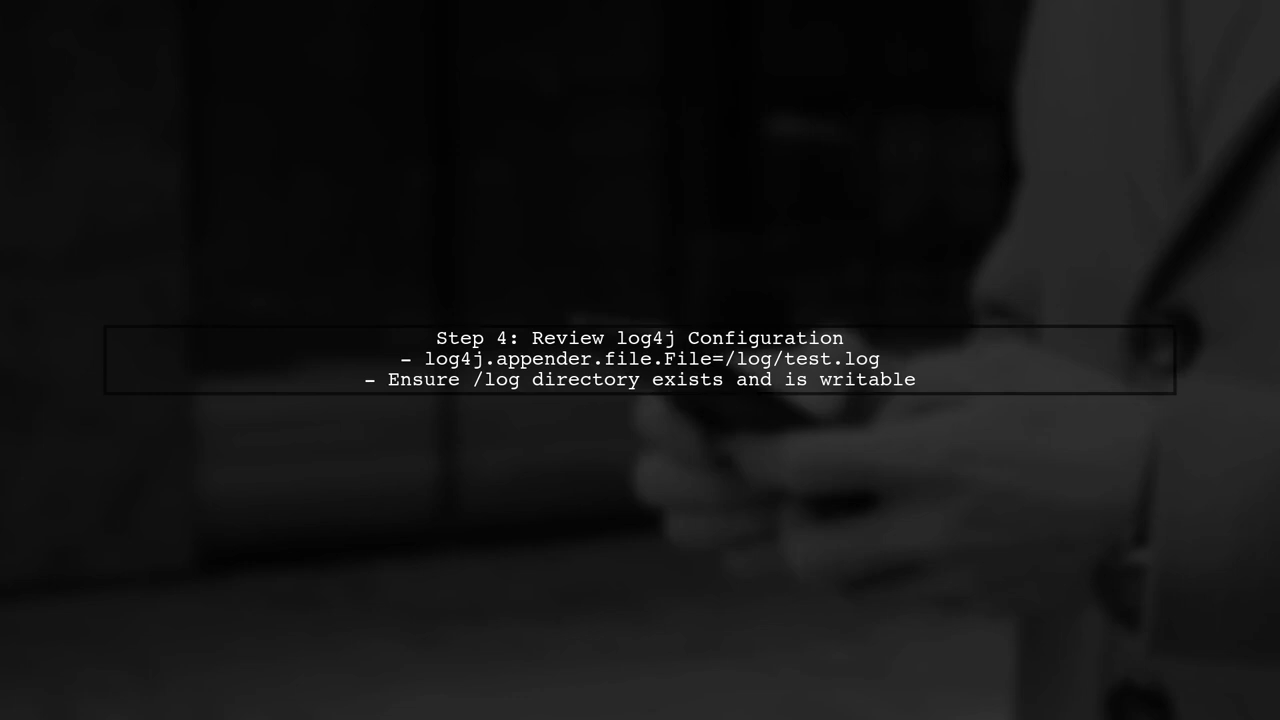 Step 4: Review log4j Configuration
- log4j.appender.file.File=/log/test.log
- Ensure /log directory exists and is writable